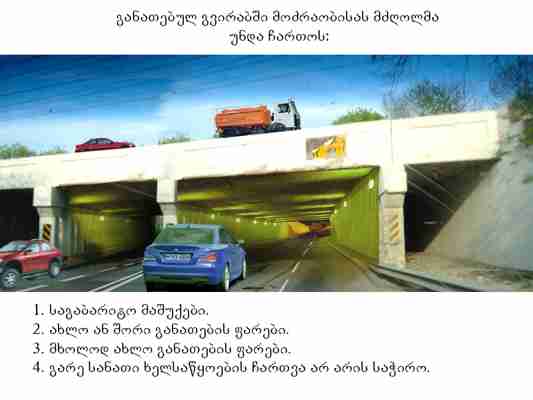 განათებულ გვირაბში მოძრაობისას მძღოლმა
უნდა ჩართოს:
1. საგაბარიტო მაშუქები.
2. ახლო ან შორი განათების ფარები.
3. მხოლოდ ახლო განათების ფარები.
4. გარე სანათი ხელსაწყოების ჩართვა არ არის საჭირო.